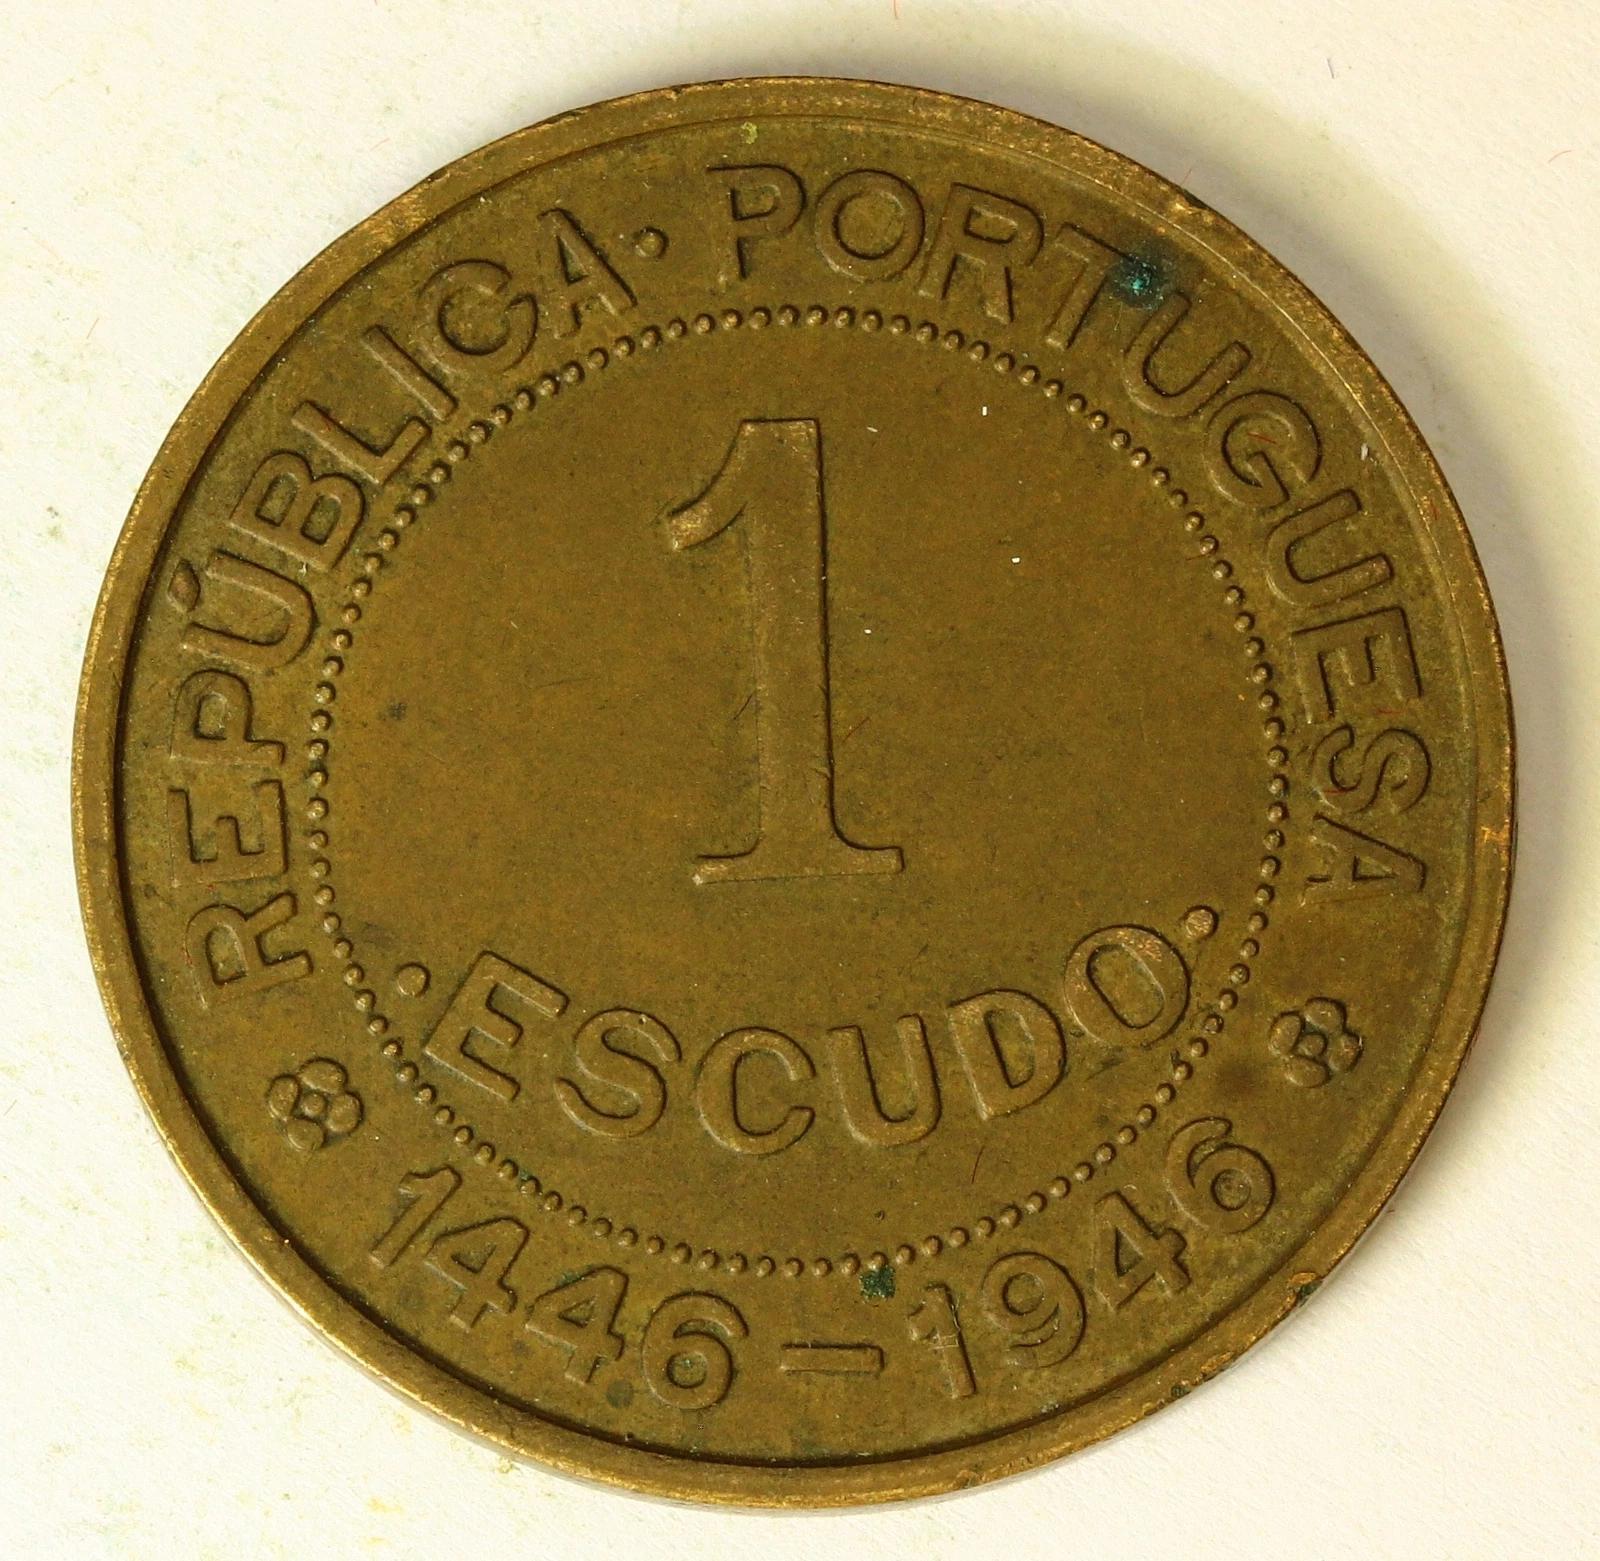 REPÚBLICA · PORTUGUESA
1
· ESCUDO ·
1446 – 1946